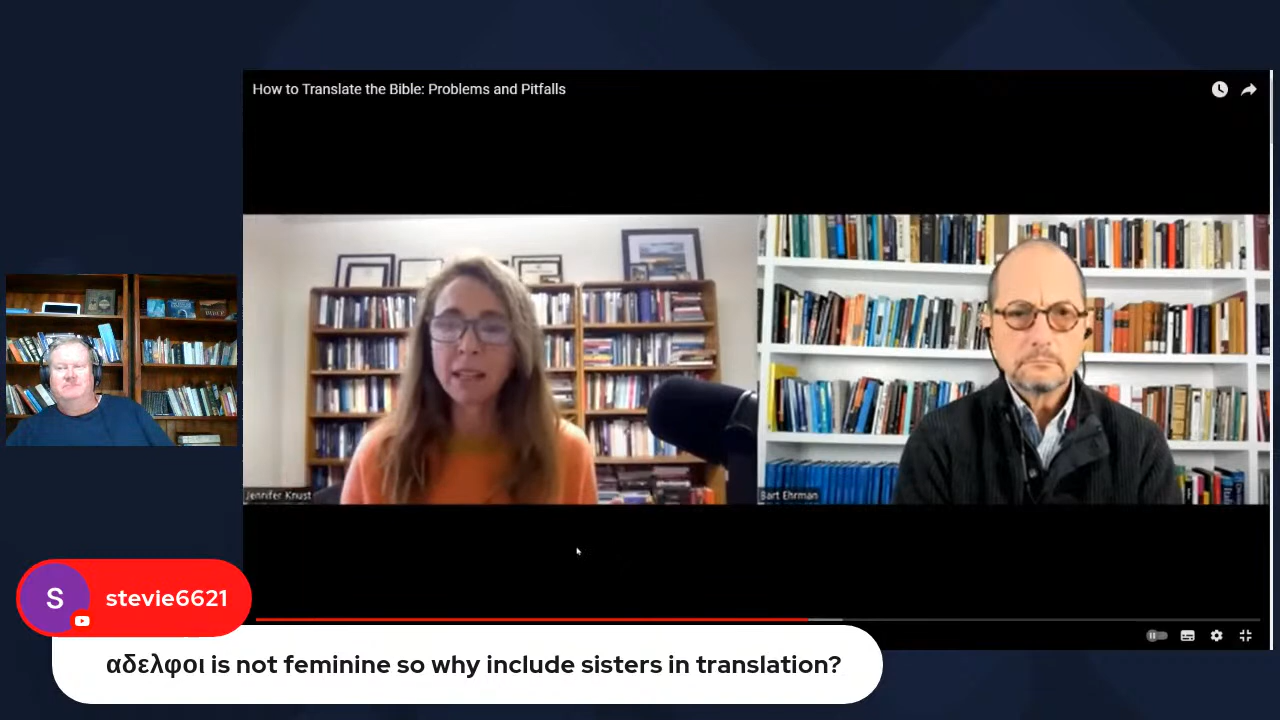 How to Translate the Bible: Problems and Pitfalls
Jennifer Knust
Bart Ehrman
S
stevie6621
αδελφοι is not feminine so why include sisters in translation?